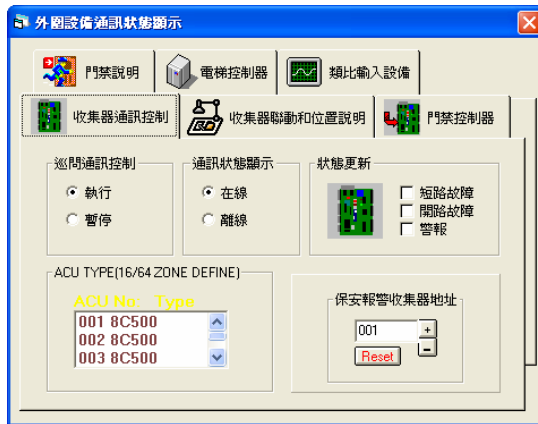 外圍設備通訊狀態顯示
門禁説明
電梯控制器
類比輸入設備
收集器通訊控制
收集器聯動和位置説明
門禁控制器
巡問通訊控制
執行
暫停
通訊狀態顯示
在線
離線
狀態更新
短路故障
開路故障
警報
ACU TYPE(16/64 ZONE DEFINE)
ACU No. Type
001 8C500
002 8C500
003 8C500
保安報警收集器地址
001
+
-
Reset